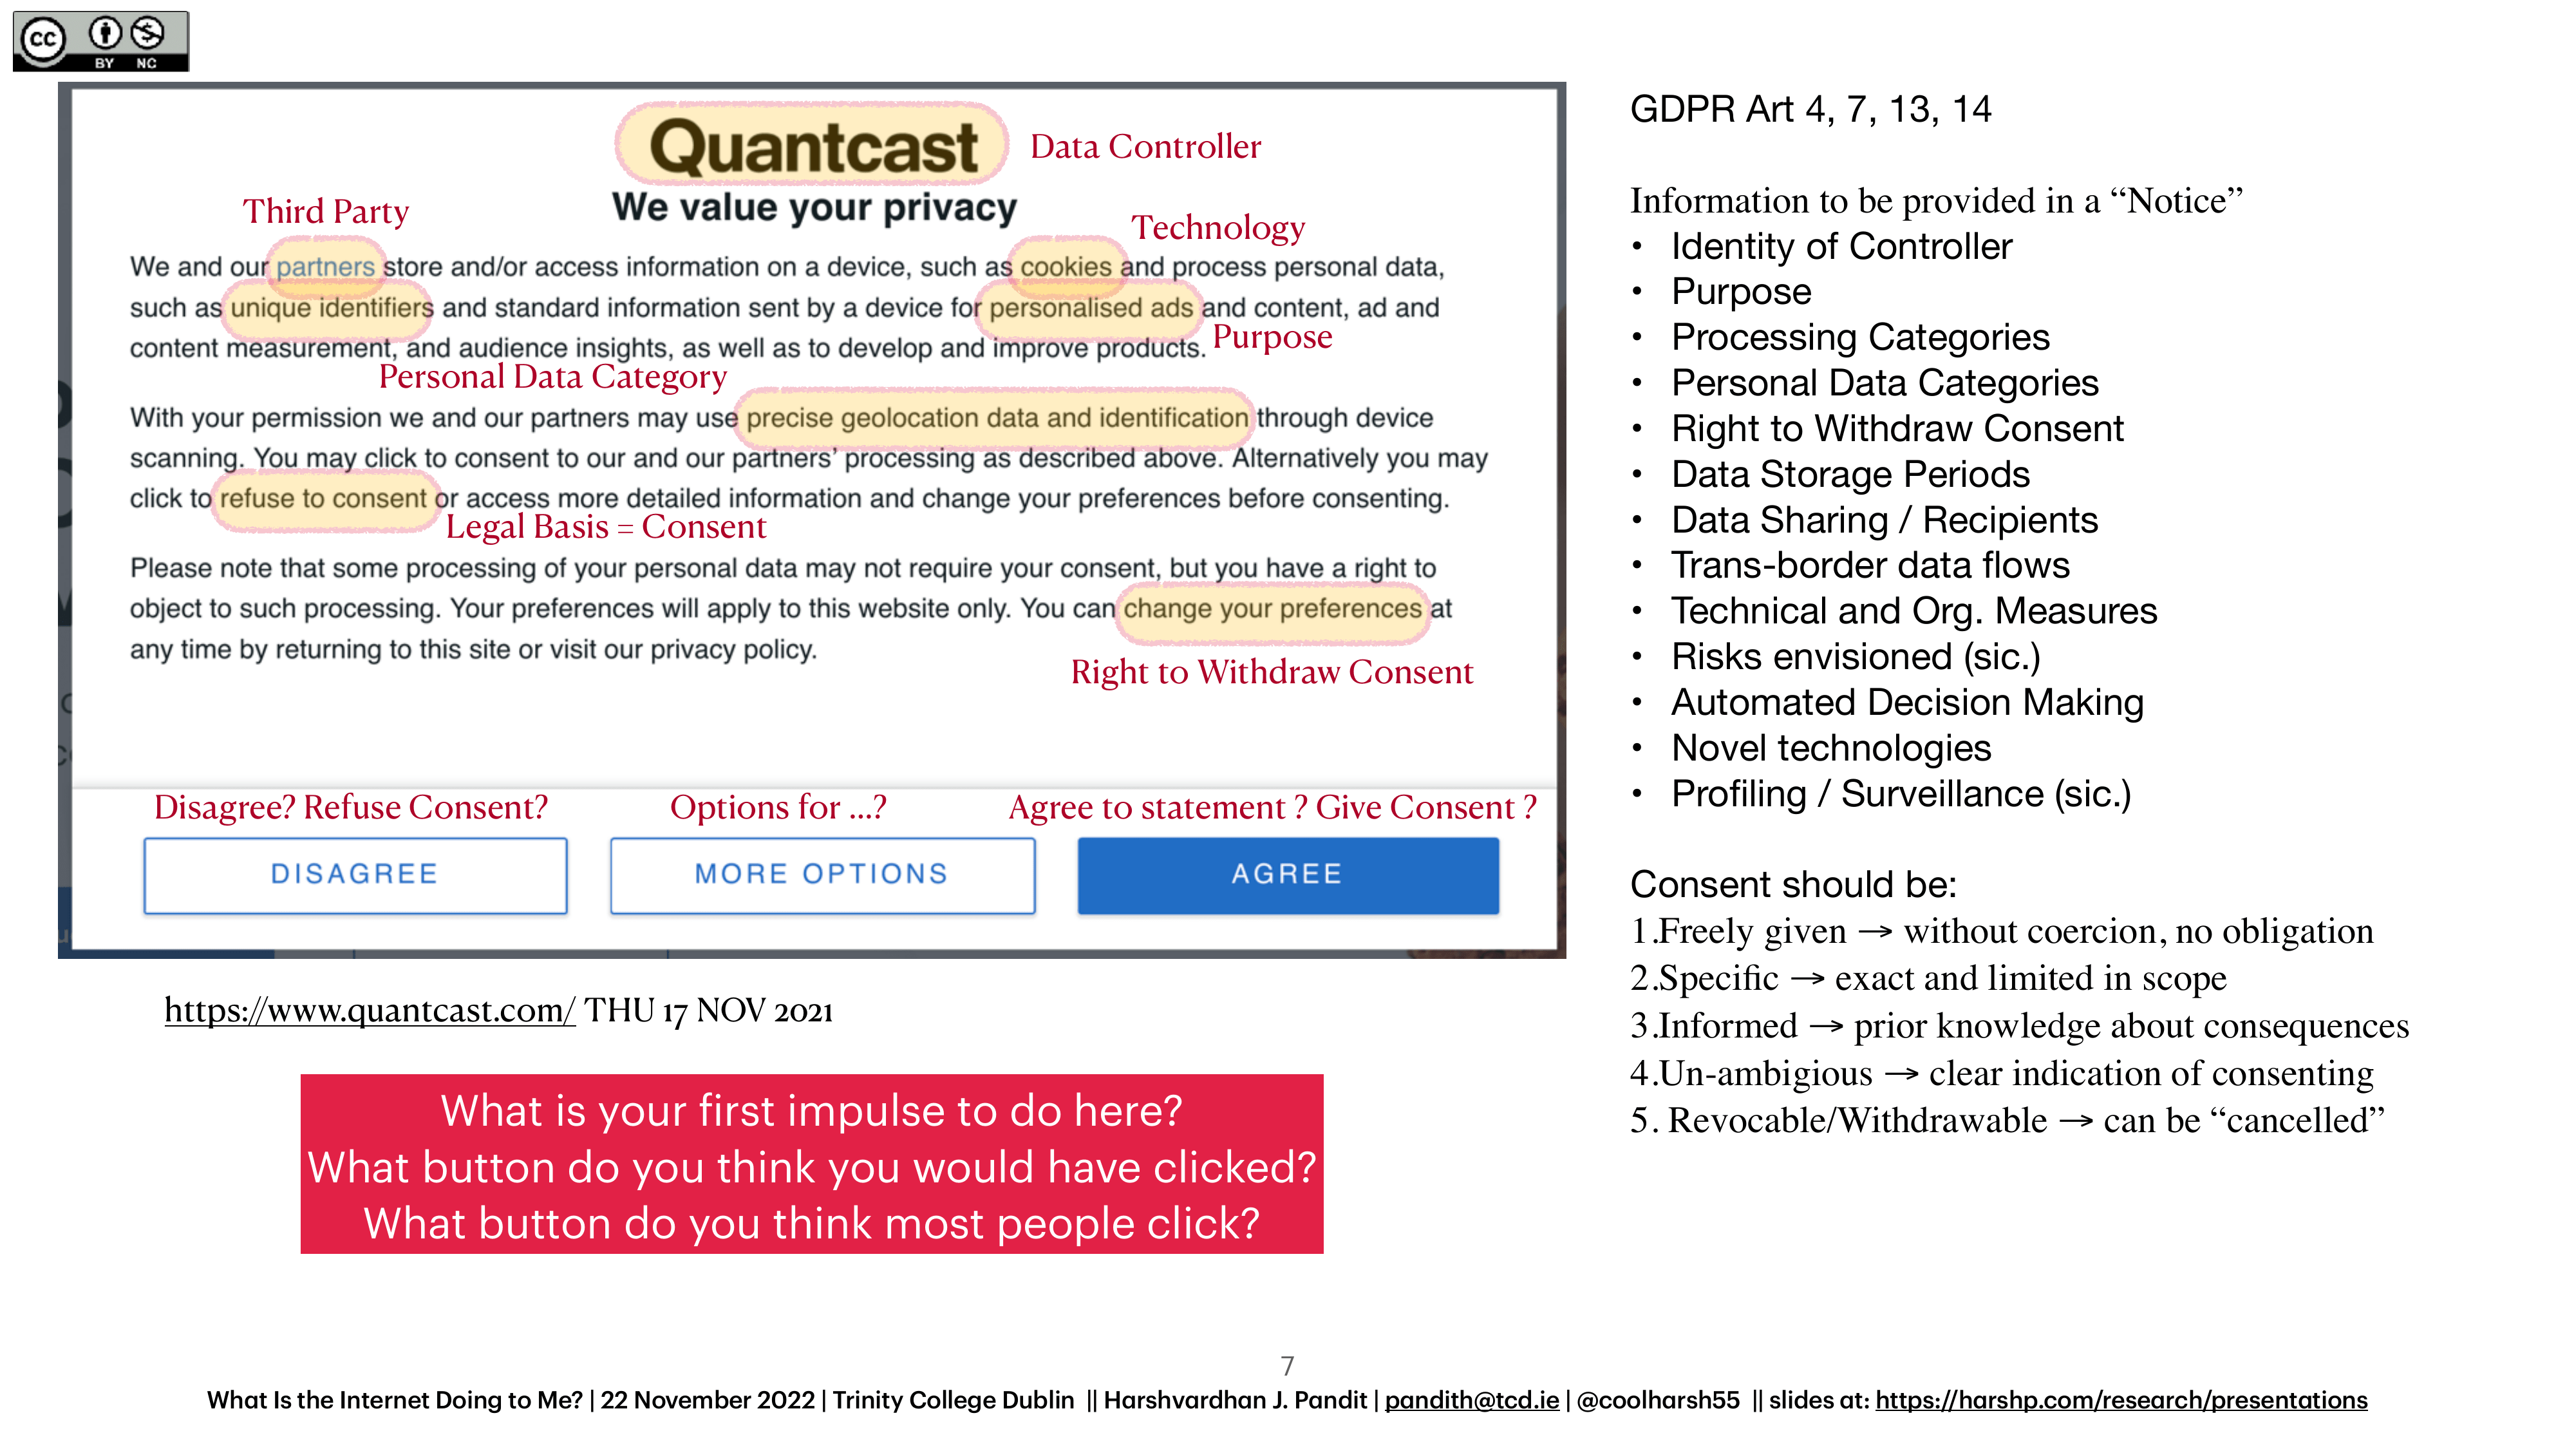 cc
BY NC
Quantcast
Data Controller
We value your privacy
Third Party
Technology
We and our partners store and/or access information on a device, such as cookies and process personal data,
such as unique identifiers and standard information sent by a device for personalised ads and content, ad and
content measurement, and audience insights, as well as to develop and improve products.
Purpose
Personal Data Category
With your permission we and our partners may use precise geolocation data and identification through device
scanning. You may click to consent to our and our partners’ processing as described above. Alternatively you may
click to refuse to consent or access more detailed information and change your preferences before consenting.
Legal Basis = Consent
Please note that some processing of your personal data may not require your consent, but you have a right to
object to such processing. Your preferences will apply to this website only. You can change your preferences at
any time by returning to this site or visit our privacy policy.
Right to Withdraw Consent
Disagree? Refuse Consent?
Options for ...?
Agree to statement ? Give Consent ?
DISAGREE
MORE OPTIONS
AGREE
https://www.quantcast.com/ THU 17 NOV 2021
What is your first impulse to do here?
What button do you think you would have clicked?
What button do you think most people click?
GDPR Art 4, 7, 13, 14
Information to be provided in a “Notice”
• Identity of Controller
• Purpose
• Processing Categories
• Personal Data Categories
• Right to Withdraw Consent
• Data Storage Periods
• Data Sharing / Recipients
• Trans-border data flows
• Technical and Org. Measures
• Risks envisioned (sic.)
• Automated Decision Making
• Novel technologies
• Profiling / Surveillance (sic.)
Consent should be:
1.Freely given → without coercion, no obligation
2.Specific → exact and limited in scope
3.Informed → prior knowledge about consequences
4.Un-ambigious → clear indication of consenting
5. Revocable/Withdrawable → can be “cancelled”
7
What Is the Internet Doing to Me? | 22 November 2022 | Trinity College Dublin || Harshvardhan J. Pandit | pandith@tcd.ie | @coolharsh55 || slides at: https://harshp.com/research/presentations